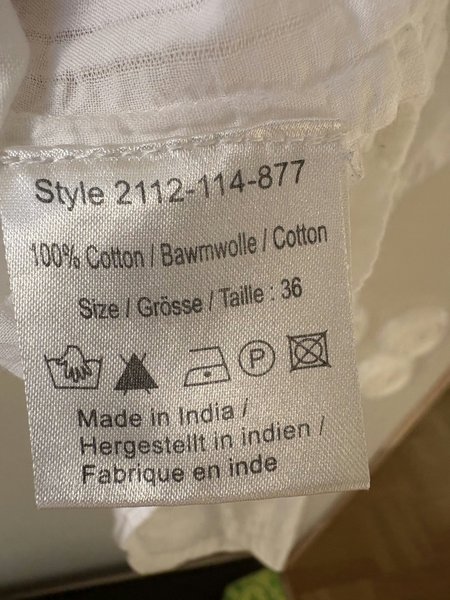 Style 2112-114-877
100% Cotton / Bawmwolle / Cotton
Size / Grösse / Taille : 36
P
Made in India /
Hergestellt in indien /
Fabrique en inde